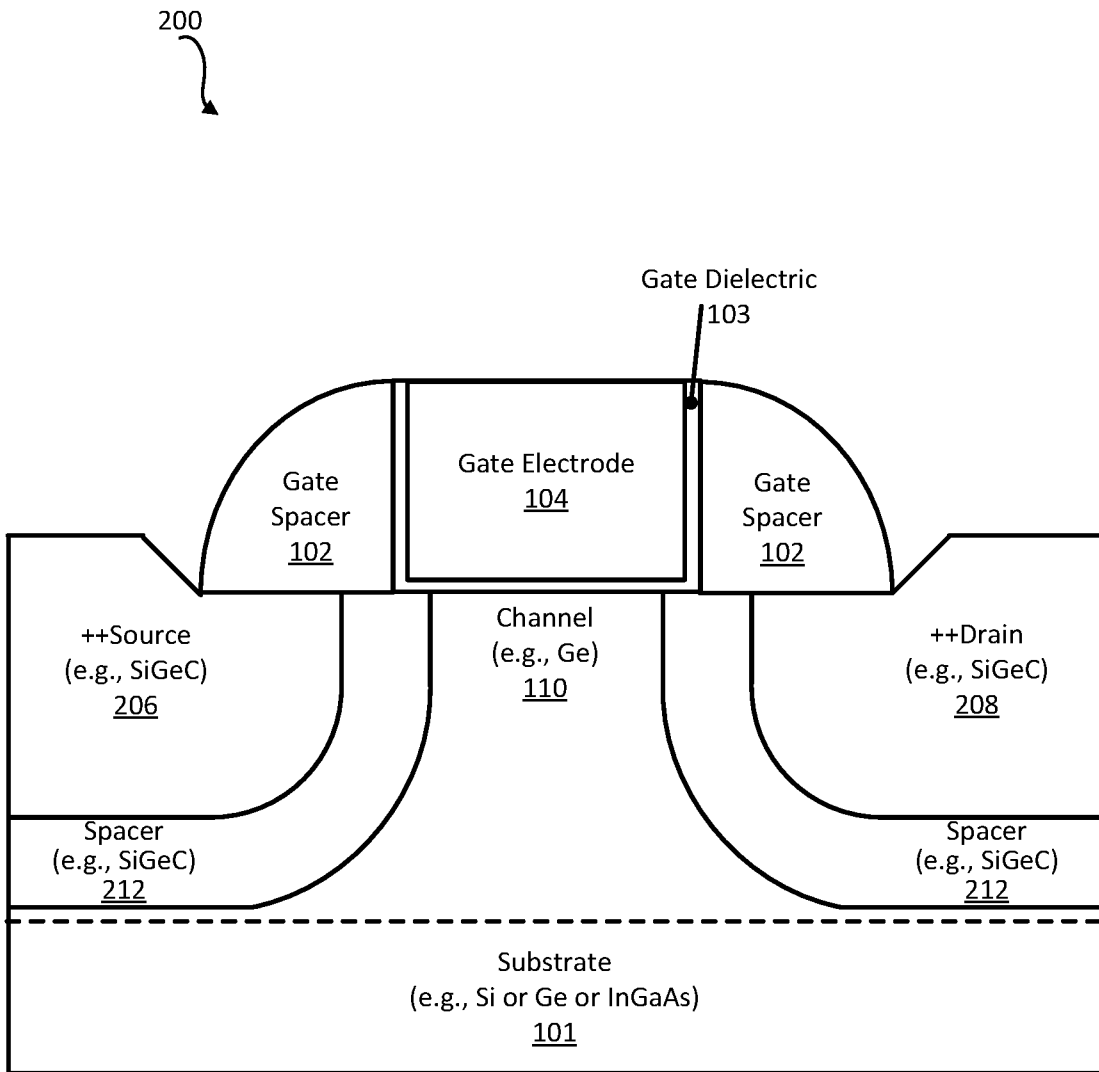 200
Gate Dielectric
103
Gate Electrode
104
Gate
Spacer
102
Gate
Spacer
102
++Source
(e.g., SiGeC)
206
Channel
(e.g., Ge)
110
++Drain
(e.g., SiGeC)
208
Spacer
(e.g., SiGeC)
212
Spacer
(e.g., SiGeC)
212
Substrate
(e.g., Si or Ge or InGaAs)
101